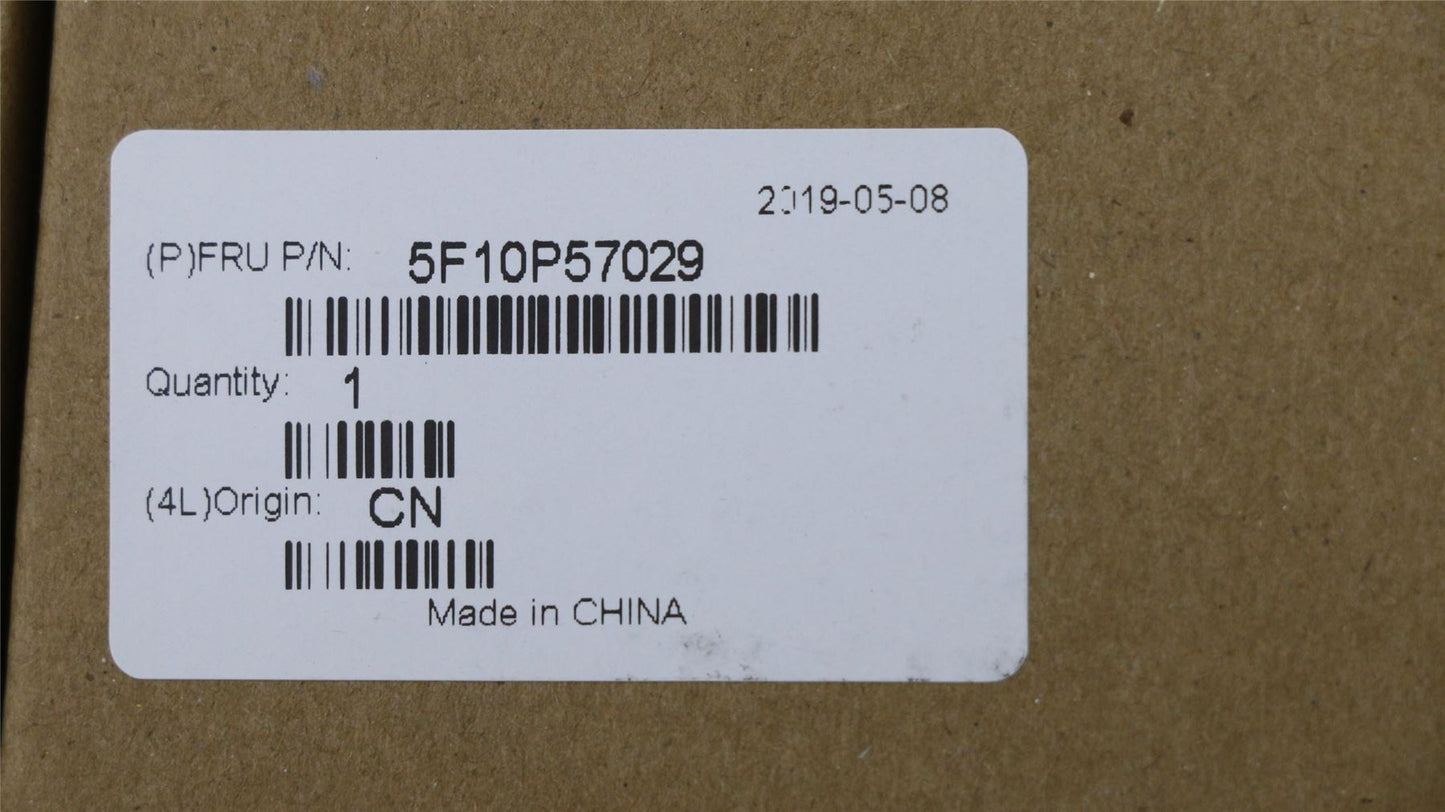 2019-05-08
(P)FRU P/N: 5F10P57029
Quantity: 1
(4L)Origin: CN
Made in CHINA